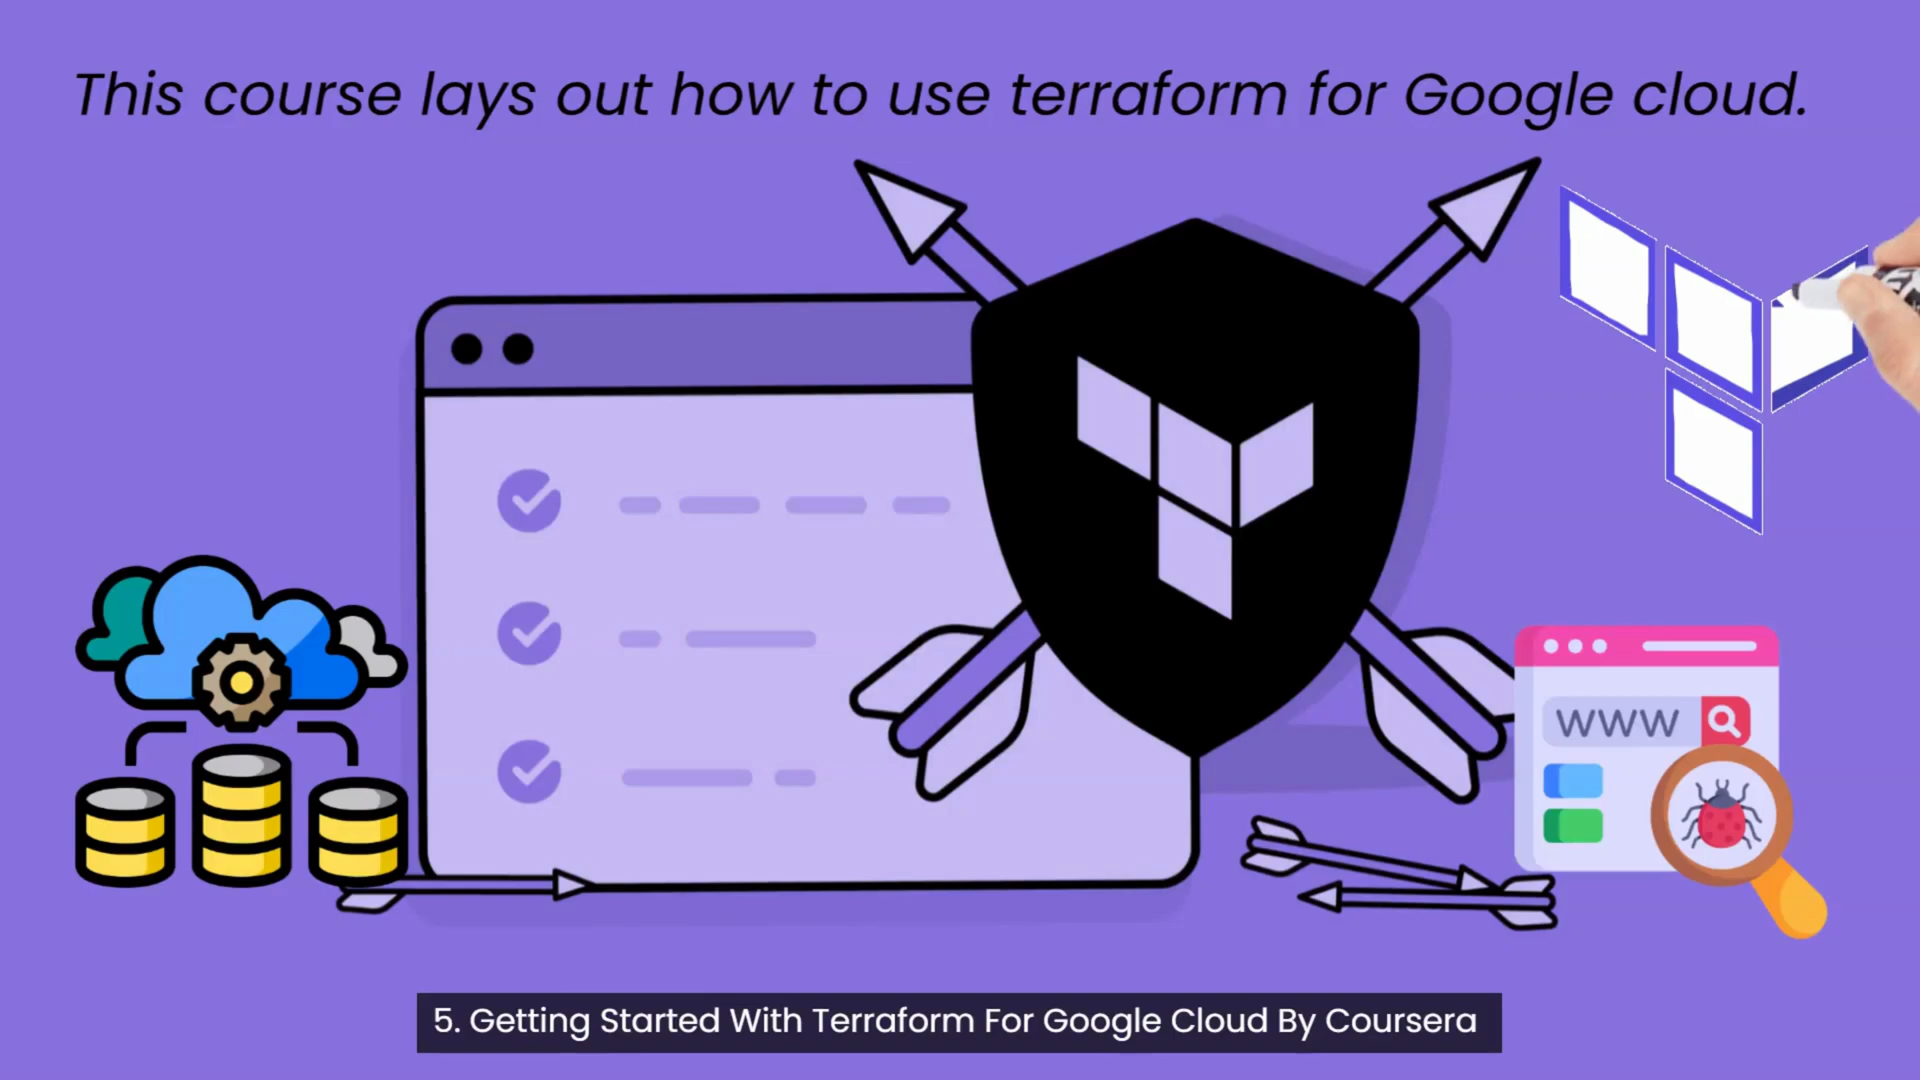 This course lays out how to use terraform for Google cloud.
WWW
5. Getting Started With Terraform For Google Cloud By Coursera